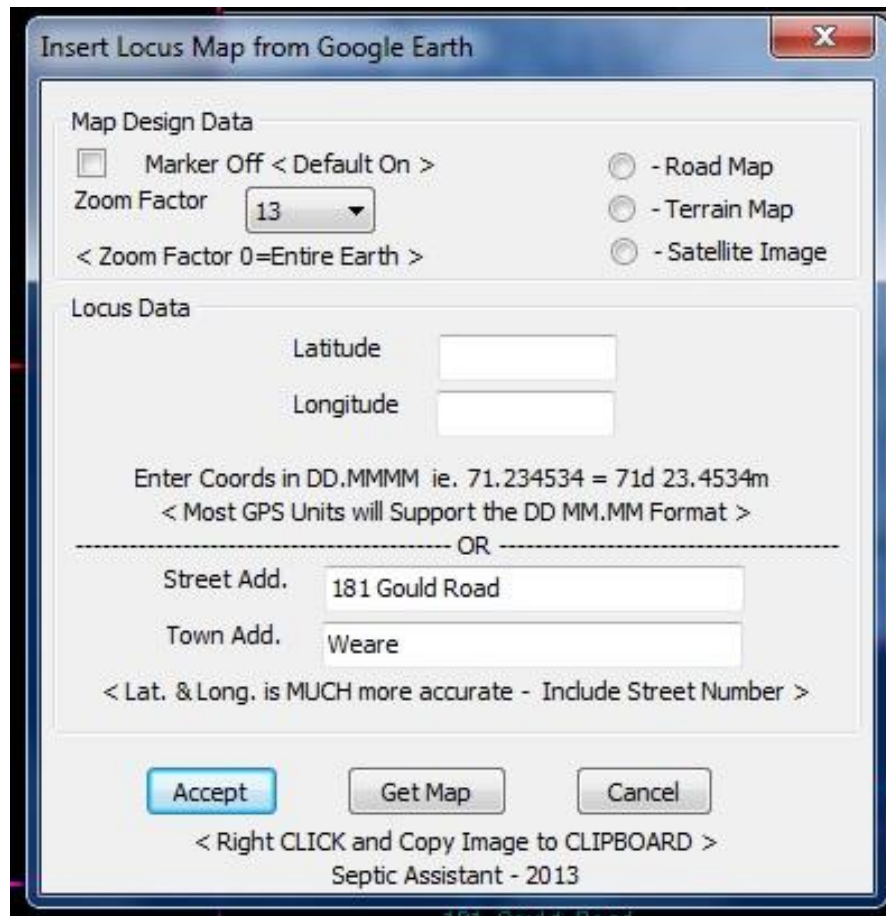 Insert Locus Map from Google Earth
X
Map Design Data
Marker Off < Default On >
- Road Map
Zoom Factor
13
- Terrain Map
< Zoom Factor 0=Entire Earth >
- Satellite Image
Locus Data
Latitude
Longitude
Enter Coords in DD.MMMM ie. 71.234534 = 71d 23.4534m
< Most GPS Units will Support the DD MM.MM Format >
OR
Street Add.
181 Gould Road
Town Add.
Weare
< Lat. & Long. is MUCH more accurate - Include Street Number >
Accept
Get Map
Cancel
< Right CLICK and Copy Image to CLIPBOARD >
Septic Assistant - 2013